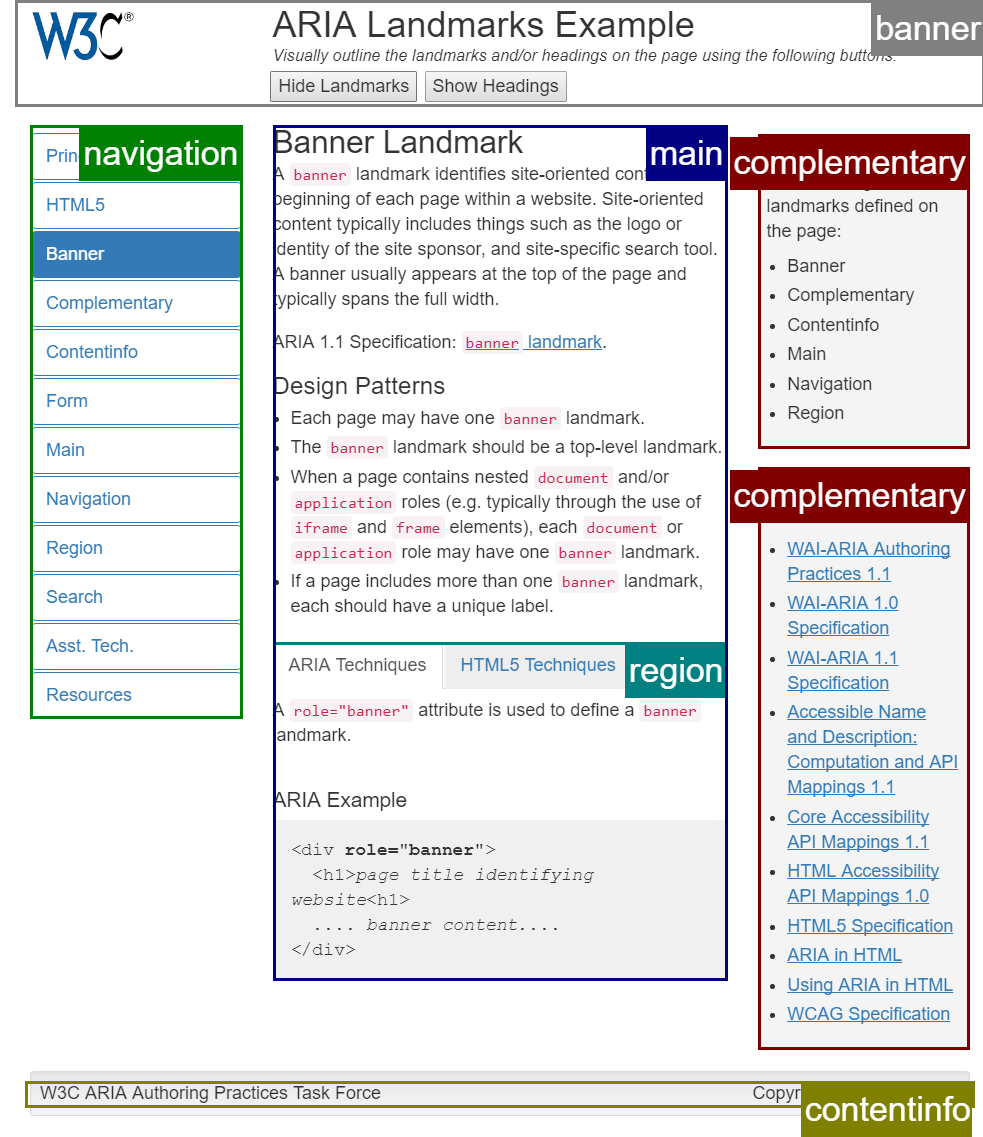 W3C®
ARIA Landmarks Example
banner
Visually outline the landmarks and/or headings on the page using the following buttons.
Hide Landmarks
Show Headings
navigation
HTML5
Banner
Complementary
Contentinfo
Form
Main
Navigation
Region
Search
Asst. Tech.
Resources
Banner Landmark
main
A banner landmark identifies site-oriented
beginning of each page within a website. Site-oriented
content typically includes things such as the logo or
identity of the site sponsor, and site-specific search tool.
A banner usually appears at the top of the page and
typically spans the full width.
ARIA 1.1 Specification: banner landmark.
Design Patterns
• Each page may have one banner landmark.
• The banner landmark should be a top-level landmark.
• When a page contains nested document and/or
application roles (e.g. typically through the use of
iframe and frame elements), each document or
application role may have one banner landmark.
• If a page includes more than one banner landmark,
each should have a unique label.
ARIA Techniques
HTML5 Techniques
region
A role="banner" attribute is used to define a banner
landmark.
ARIA Example
<div role="banner">
<h1>page title identifying
website<h1>
.... banner content....
</div>
complementary
landmarks defined on
the page:
• Banner
• Complementary
• Contentinfo
• Main
• Navigation
• Region
complementary
• WAI-ARIA Authoring
Practices 1.1
• WAI-ARIA 1.0
Specification
• WAI-ARIA 1.1
Specification
• Accessible Name
and Description:
Computation and API
Mappings 1.1
• Core Accessibility
API Mappings 1.1
• HTML Accessibility
API Mappings 1.0
• HTML5 Specification
• ARIA in HTML
• Using ARIA in HTML
• WCAG Specification
W3C ARIA Authoring Practices Task Force
contentinfo